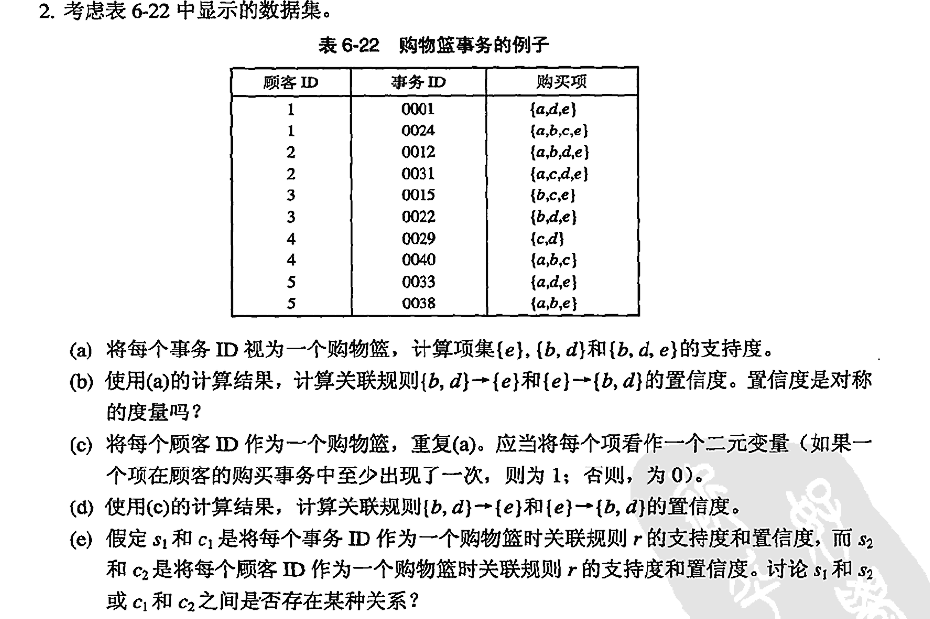 2. 考虑表 6-22 中显示的数据集。
表 6-22 购物篮事务的例子
顾客 ID 事务 ID 购买项
1 0001 {a,d,e}
1 0024 {a,b,c,e}
2 0012 {a,b,d,e}
2 0031 {a,c,d,e}
3 0015 {b,c,e}
3 0022 {b,d,e}
4 0029 {c,d}
4 0040 {a,b,c}
5 0033 {a,d,e}
5 0038 {a,b,e}
(a) 将每个事务 ID 视为一个购物篮，计算项集{e}, {b, d}和{b, d, e}的支持度。
(b) 使用(a)的计算结果，计算关联规则{b, d}→{e}和{e}→{b, d}的置信度。置信度是对称
的度量吗？
(c) 将每个顾客 ID 作为一个购物篮，重复(a)。应当将每个项看作一个二元变量（如果一
个项在顾客的购买事务中至少出现了一次，则为 1；否则，为 0）。
(d) 使用(c)的计算结果，计算关联规则{b, d}→{e}和{e}→{b, d}的置信度。
(e) 假定 s₁ 和 c₁ 是将每个事务 ID 作为一个购物篮时关联规则 r 的支持度和置信度，而 s₂
和 c₂ 是将每个顾客 ID 作为一个购物篮时关联规则 r 的支持度和置信度。讨论 s₁ 和 s₂
或 c₁ 和 c₂ 之间是否存在某种关系？